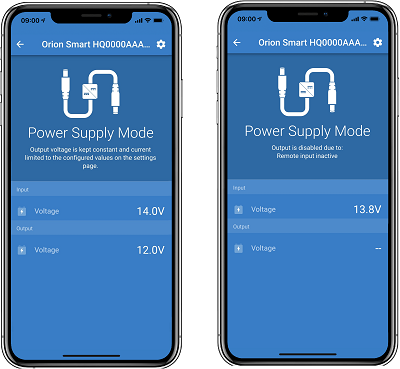 09:00
Orion Smart HQ0000AAA...
Power Supply Mode
Output voltage is kept constant and current
limited to the configured values on the settings
page.
Input
Voltage 14.0V
Output
Voltage 12.0V
09:00
Orion Smart HQ0000AAA...
Power Supply Mode
Output is disabled due to:
Remote input inactive
Input
Voltage 13.8V
Output
Voltage --